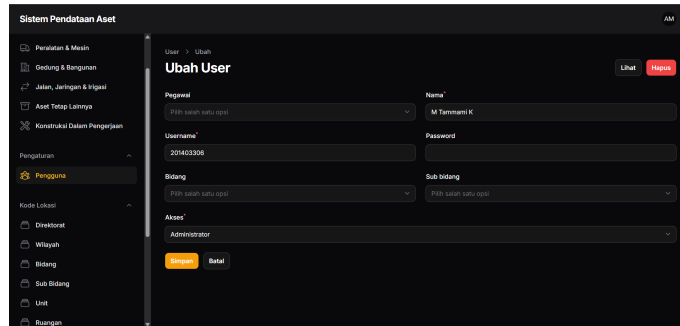 Sistem Pendataan Aset
AM
Peralatan & Mesin
Gedung & Bangunan
Jalan, Jaringan & Irigasi
Aset Tetap Lainnya
Konstruksi Dalam Pengerjaan
Pengaturan
Pengguna
Kode Lokasi
Direktorat
Wilayah
Bidang
Sub Bidang
Unit
Ruangan
User > Ubah
Ubah User
Lihat
Hapus
Pegawai
Pilih salah satu opsi
Nama*
M Tammami K
Username*
201403306
Password
Bidang
Pilih salah satu opsi
Sub bidang
Pilih salah satu opsi
Akses*
Administrator
Simpan
Batal